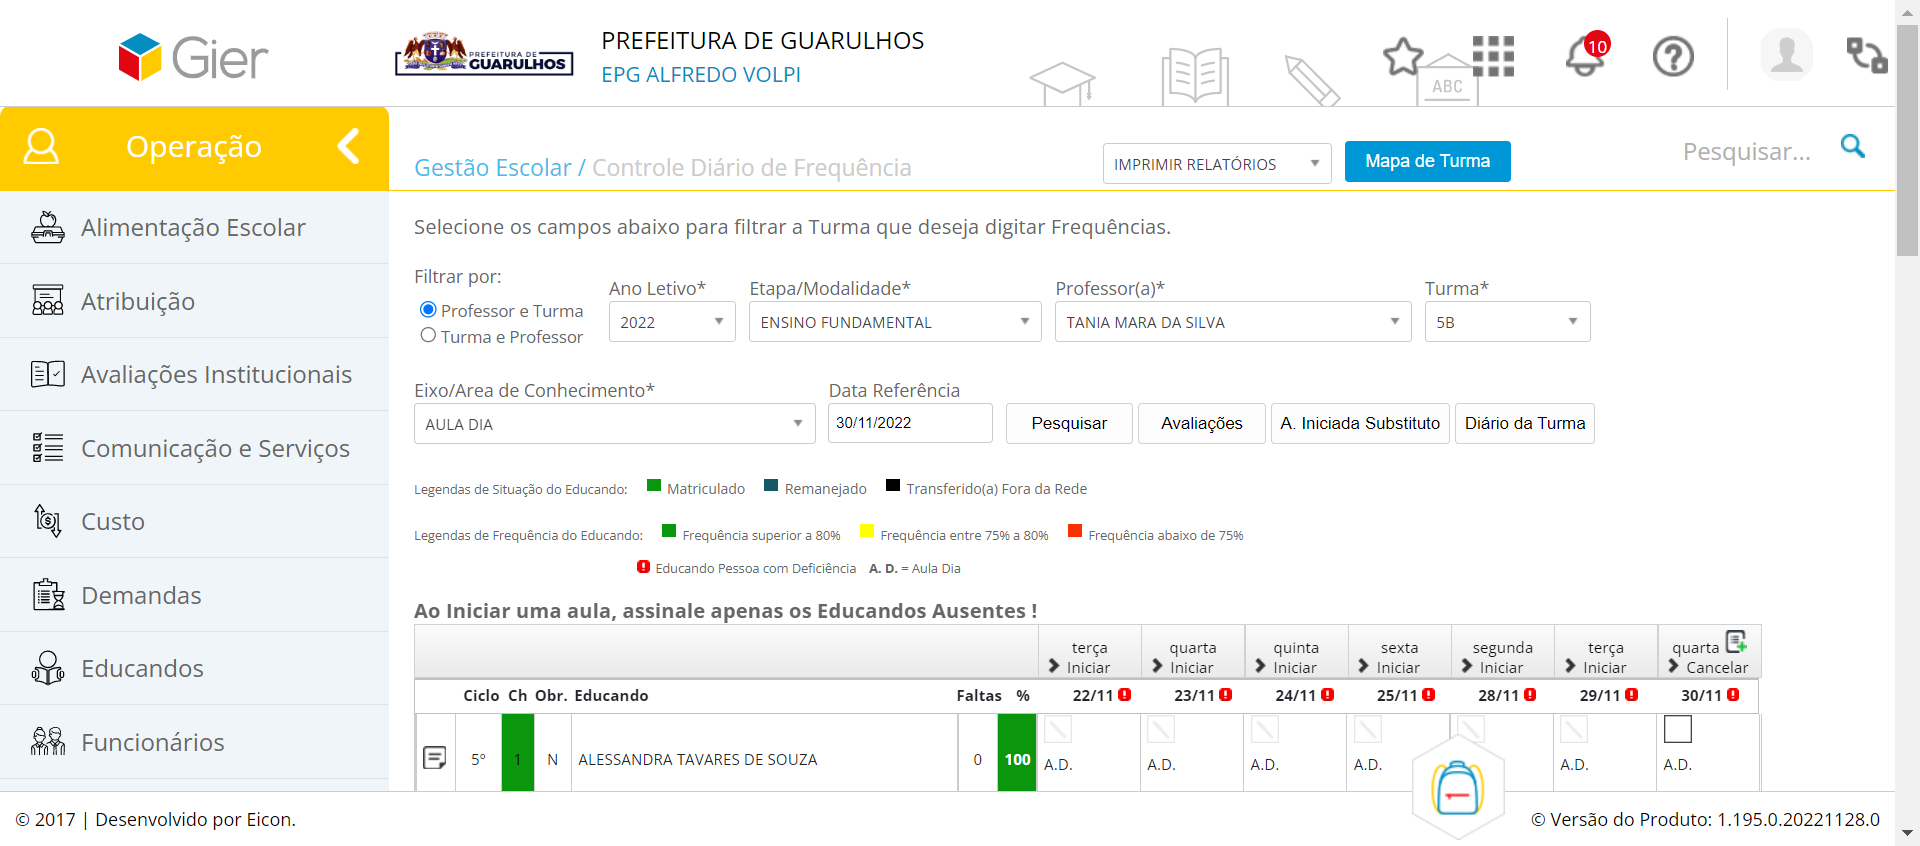 Gier
PREFEITURA DE
GUARULHOS
PREFEITURA DE GUARULHOS
EPG ALFREDO VOLPI
ABC
10
Operação
Gestão Escolar / Controle Diário de Frequência
IMPRIMIR RELATÓRIOS
Mapa de Turma
Pesquisar...
Alimentação Escolar
Atribuição
Avaliações Institucionais
Comunicação e Serviços
Custo
Demandas
Educandos
Funcionários
Selecione os campos abaixo para filtrar a Turma que deseja digitar Frequências.
Filtrar por:
Professor e Turma
Turma e Professor
Ano Letivo*
2022
Etapa/Modalidade*
ENSINO FUNDAMENTAL
Professor(a)*
TANIA MARA DA SILVA
Turma*
5B
Eixo/Area de Conhecimento*
AULA DIA
Data Referência
30/11/2022
Pesquisar
Avaliações
A. Iniciada Substituto
Diário da Turma
Legendas de Situação do Educando: Matriculado Remanejado Transferido(a) Fora da Rede
Legendas de Frequência do Educando: Frequência superior a 80% Frequência entre 75% a 80% Frequência abaixo de 75%
Educando Pessoa com Deficiência A. D. = Aula Dia
Ao Iniciar uma aula, assinale apenas os Educandos Ausentes !
terça quarta quinta sexta segunda terça quarta
Iniciar Iniciar Iniciar Iniciar Iniciar Iniciar Cancelar
Ciclo Ch Obr. Educando Faltas % 22/11 23/11 24/11 25/11 28/11 29/11 30/11
5º 1 N ALESSANDRA TAVARES DE SOUZA 0 100 A.D. A.D. A.D. A.D. A.D. A.D.
© 2017 | Desenvolvido por Eicon.
© Versão do Produto: 1.195.0.20221128.0